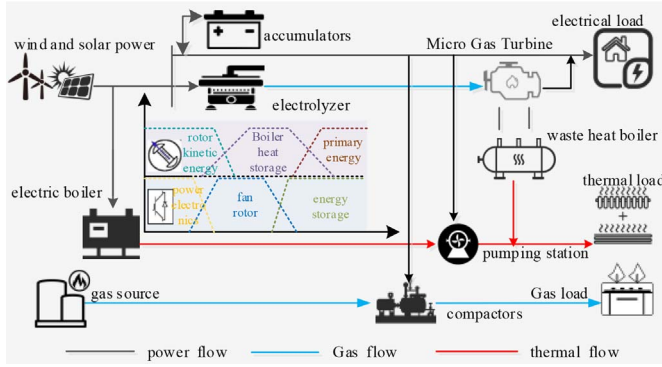 electrical load
wind and solar power
accumulators
Micro Gas Turbine
electrolyzer
rotor
kinetic
energy
Boiler
heat
storage
primary
energy
waste heat boiler
thermal load
electric boiler
power
electro
nics
fan
rotor
energy
storage
+
pumping station
gas source
Gas load
compactors
power flow
Gas flow
thermal flow